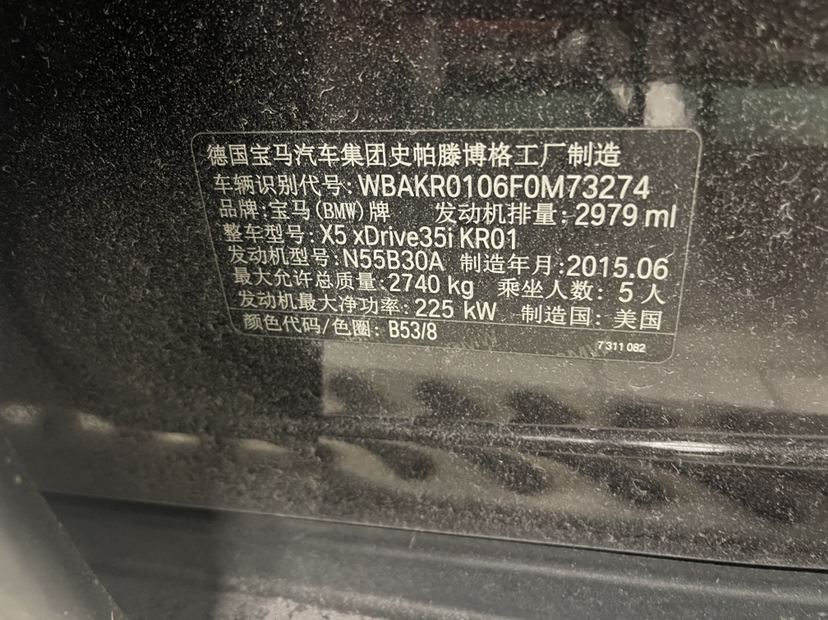 德国宝马汽车集团史帕滕博格工厂制造
车辆识别代号: WBAKR0106F0M73274
品牌: 宝马(BMW)牌 发动机排量: 2979 ml
整车型号: X5 xDrive35i KR01
发动机型号: N55B30A 制造年月: 2015.06
最大允许总质量: 2740 kg 乘坐人数: 5 人
发动机最大净功率: 225 kW 制造国: 美国
颜色代码/色圈: B53/8
7 311 082